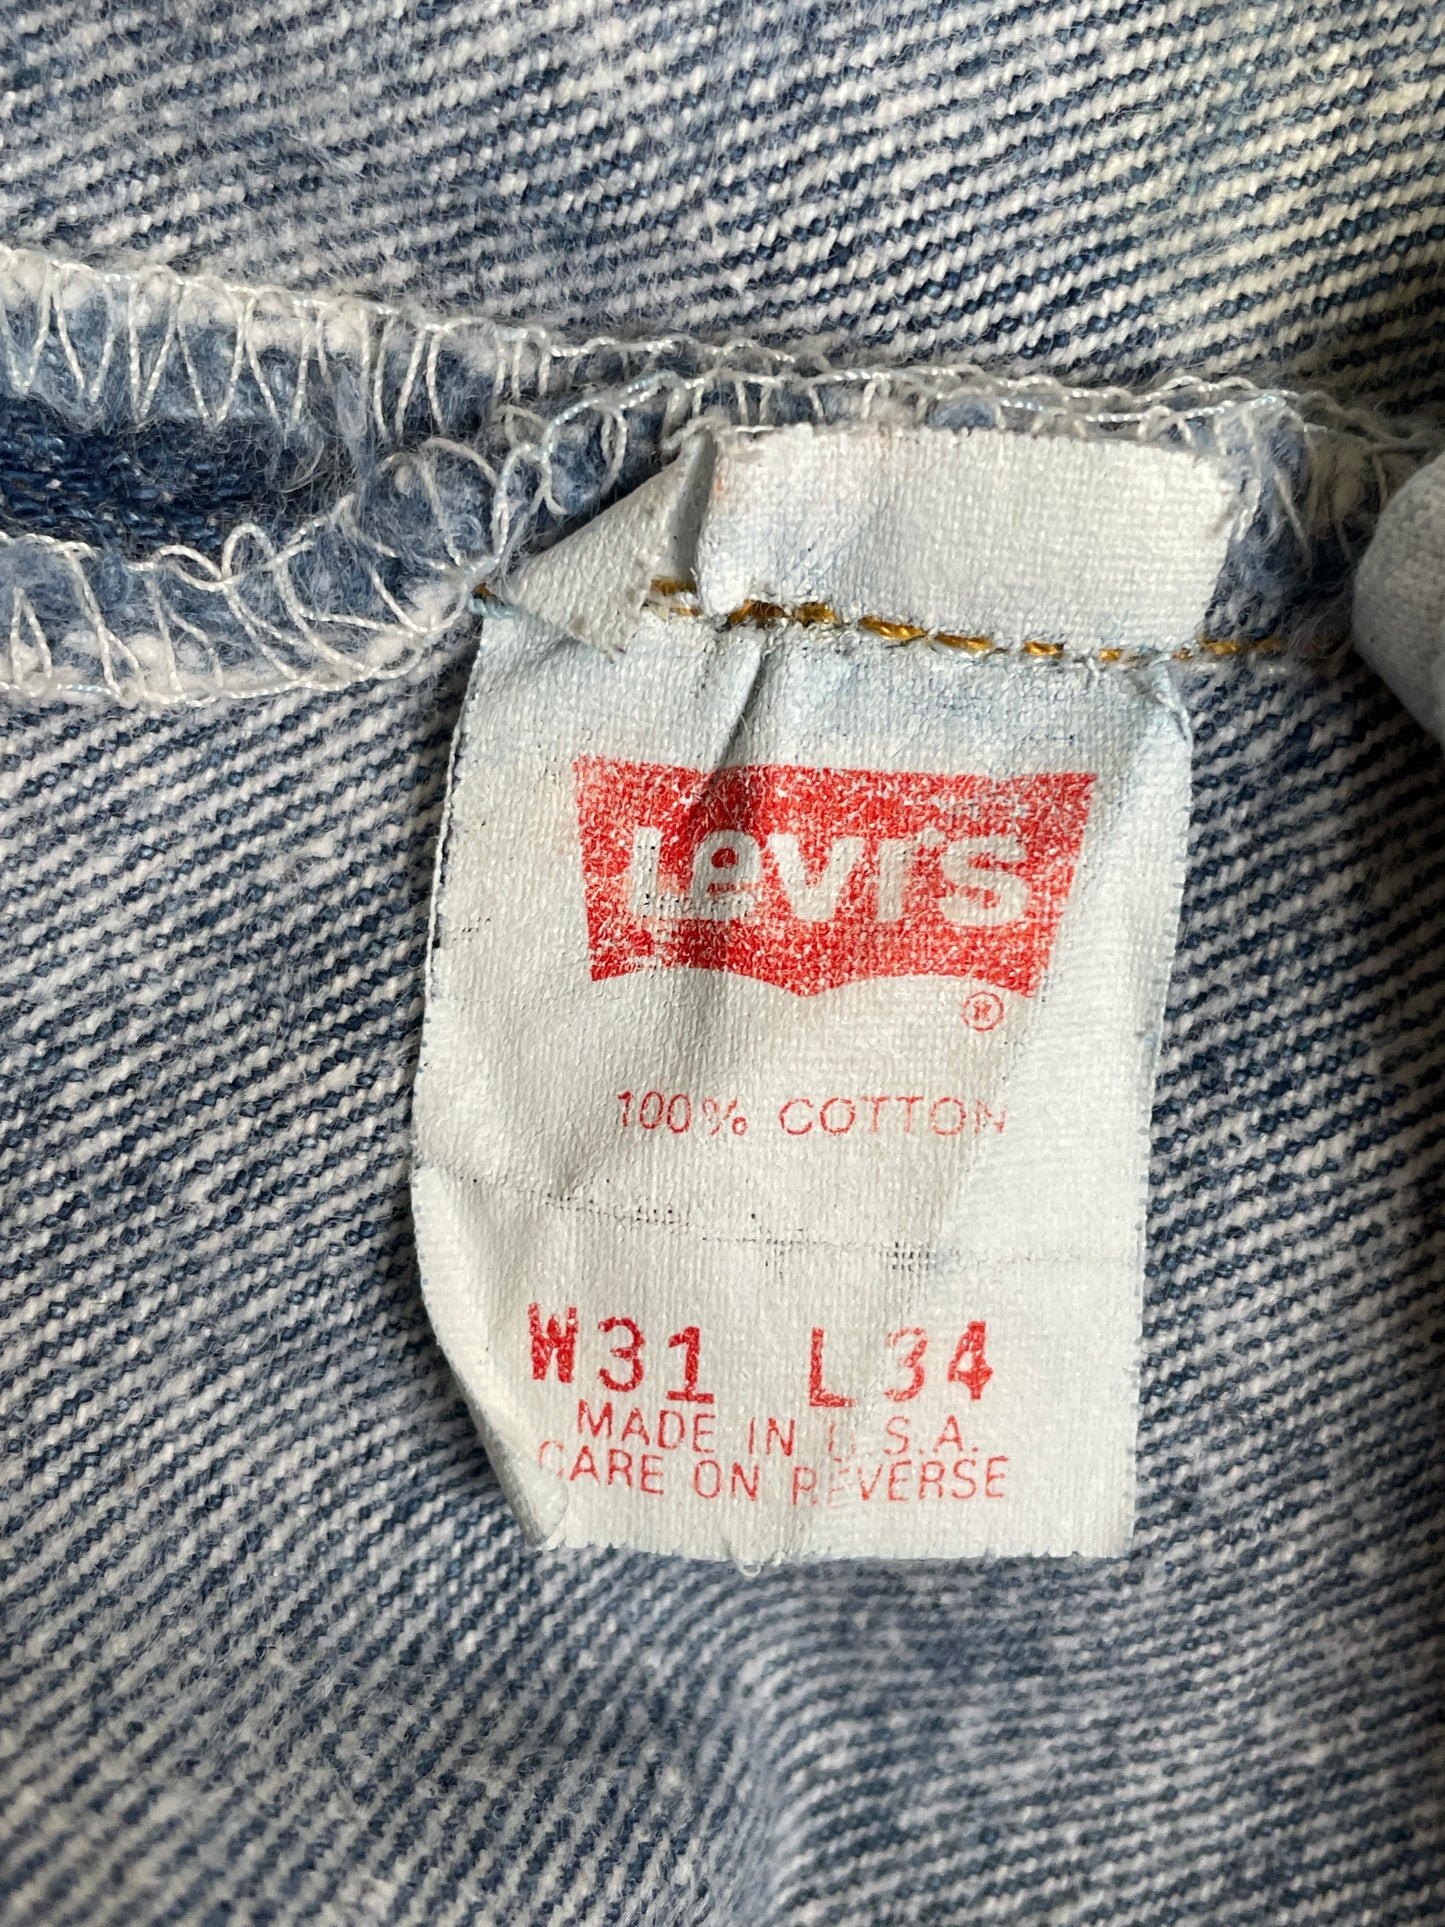 Levi's
®
100% COTTON
W31 L34
MADE IN U.S.A.
CARE ON REVERSE